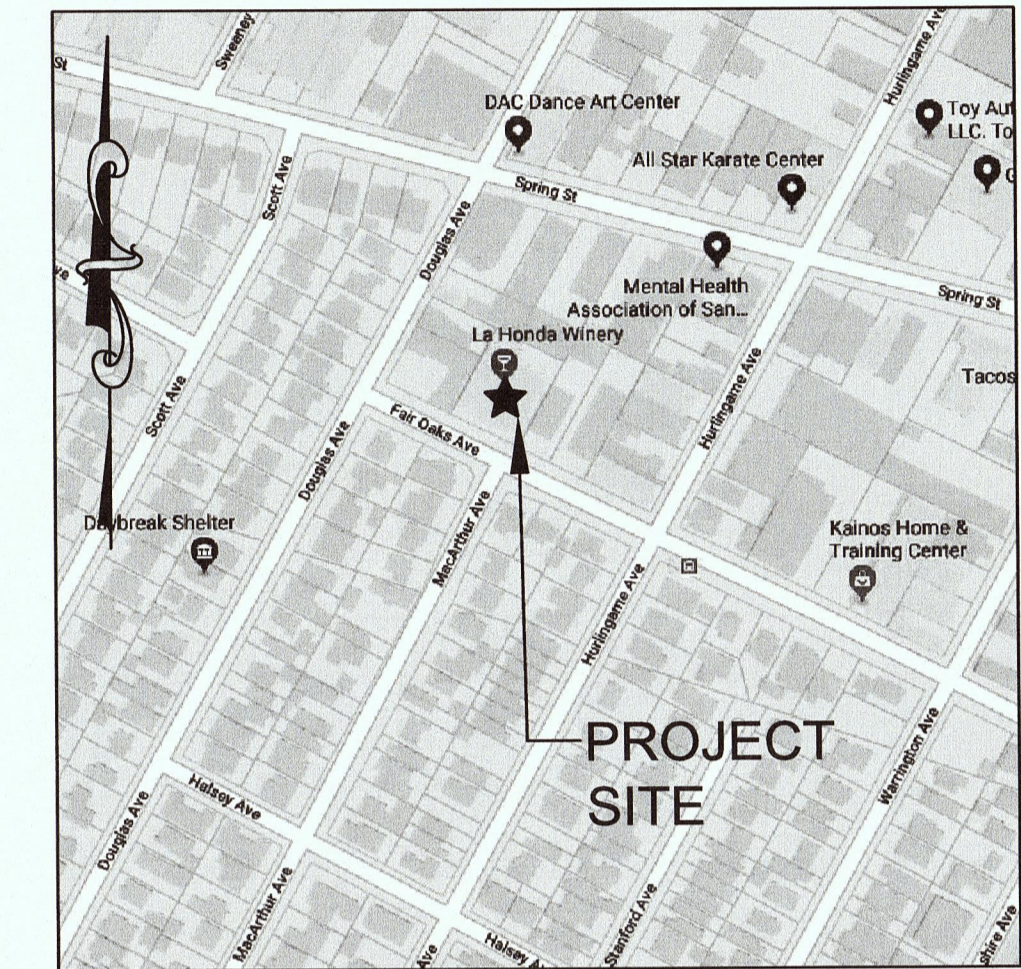 Sweeney
St
Hurlingame Ave
DAC Dance Art Center
Toy Aut
LLC. To
G
All Star Karate Center
Scott Ave
Spring St
Douglas Ave
Mental Health
Association of San...
Spring St
ve
La Honda Winery
Tacos
Scott Ave
Hurlingame Ave
Fair Oaks Ave
Douglas Ave
MacArthur Ave
Daybreak Shelter
Kainos Home &
Training Center
Hurlingame Ave
PROJECT
SITE
Warrington Ave
Halsey Ave
Douglas Ave
MacArthur Ave
Stanford Ave
Halsey Av
Ave
shire Ave